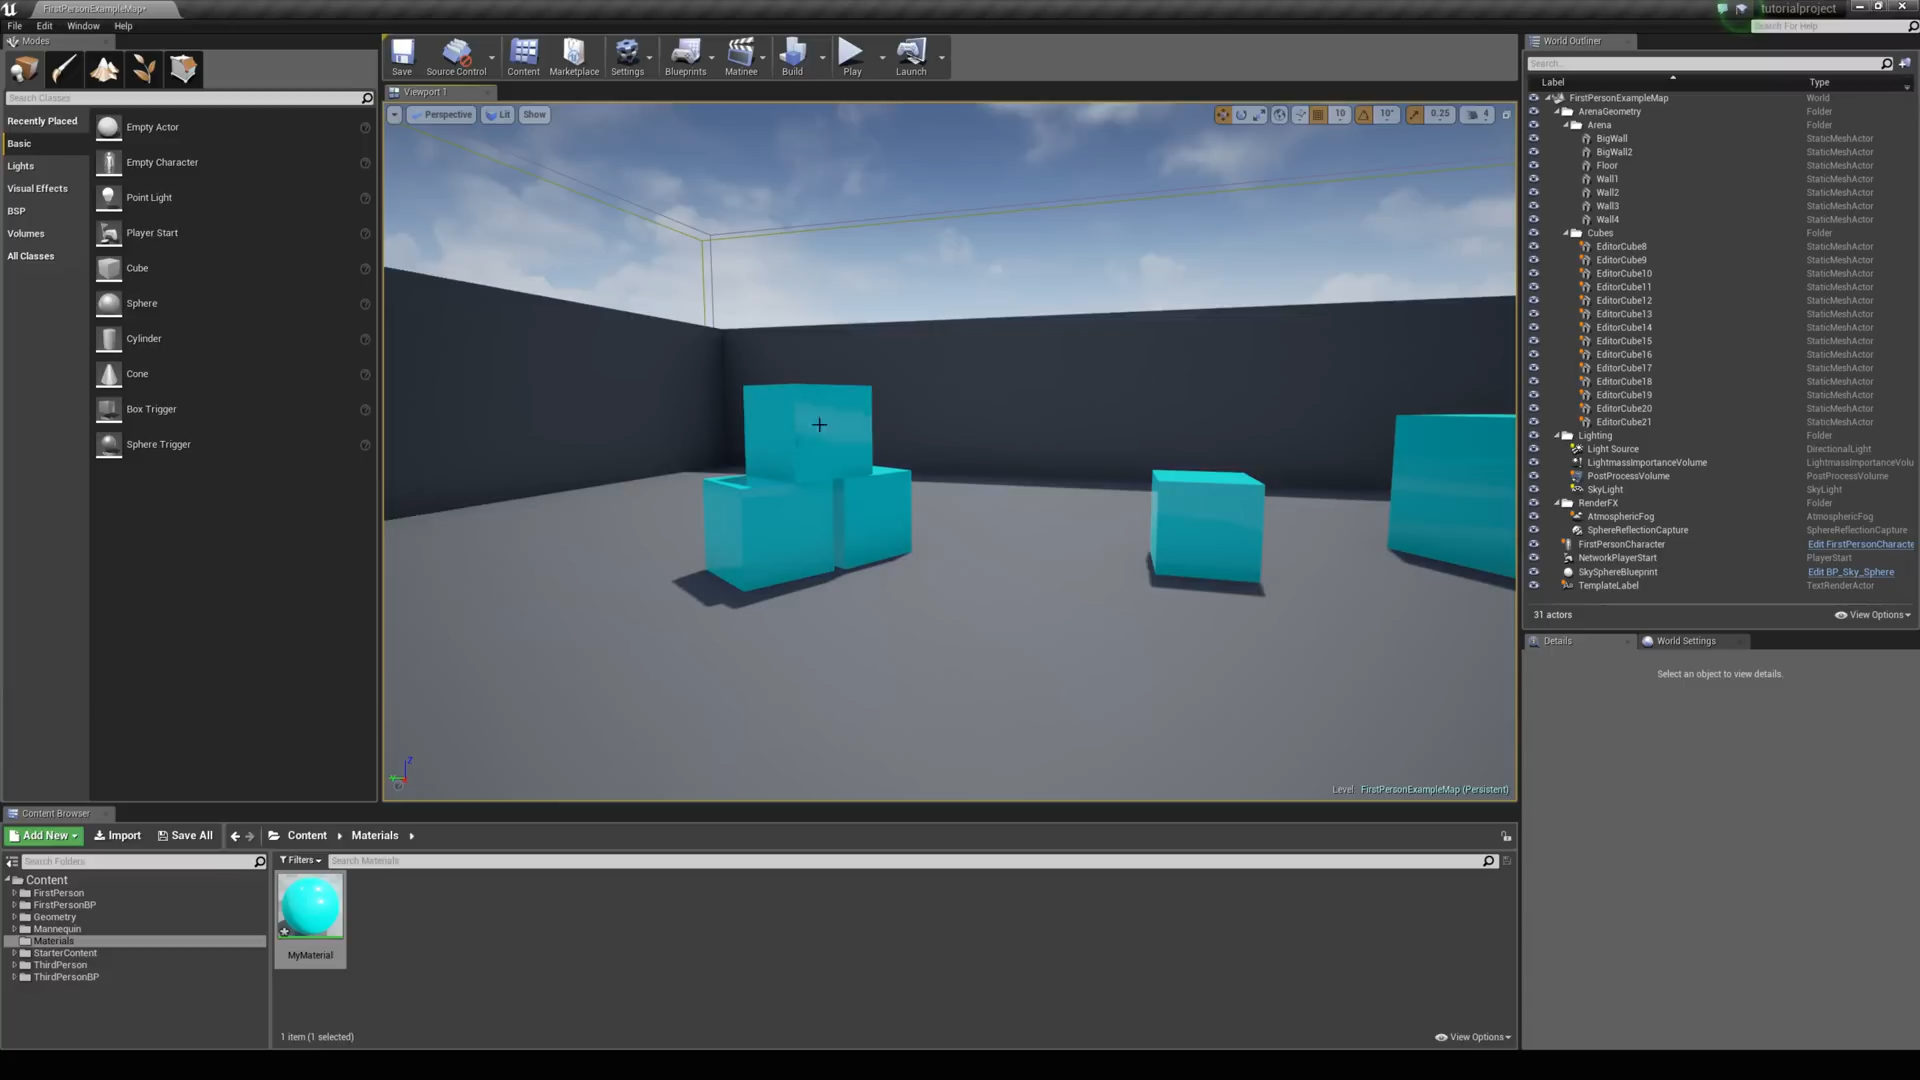 FirstPersonExampleMap*
tutorialproject
File Edit Window Help
Search For Help
Modes
Search Classes
Recently Placed
Basic
Lights
Visual Effects
BSP
Volumes
All Classes
Empty Actor
Empty Character
Point Light
Player Start
Cube
Sphere
Cylinder
Cone
Box Trigger
Sphere Trigger
Save Source Control Content Marketplace Settings Blueprints Matinee Build Play Launch
Viewport 1
Perspective Lit Show
10 10° 0.25 4
Z
Level: FirstPersonExampleMap (Persistent)
World Outliner
Search...
Label Type
FirstPersonExampleMap World
ArenaGeometry Folder
Arena Folder
BigWall StaticMeshActor
BigWall2 StaticMeshActor
Floor StaticMeshActor
Wall1 StaticMeshActor
Wall2 StaticMeshActor
Wall3 StaticMeshActor
Wall4 StaticMeshActor
Cubes Folder
EditorCube8 StaticMeshActor
EditorCube9 StaticMeshActor
EditorCube10 StaticMeshActor
EditorCube11 StaticMeshActor
EditorCube12 StaticMeshActor
EditorCube13 StaticMeshActor
EditorCube14 StaticMeshActor
EditorCube15 StaticMeshActor
EditorCube16 StaticMeshActor
EditorCube17 StaticMeshActor
EditorCube18 StaticMeshActor
EditorCube19 StaticMeshActor
EditorCube20 StaticMeshActor
EditorCube21 StaticMeshActor
Lighting Folder
Light Source DirectionalLight
LightmassImportanceVolume LightmassImportanceVolu
PostProcessVolume PostProcessVolume
SkyLight SkyLight
RenderFX Folder
AtmosphericFog AtmosphericFog
SphereReflectionCapture SphereReflectionCapture
FirstPersonCharacter Edit FirstPersonCharacte
NetworkPlayerStart PlayerStart
SkySphereBlueprint Edit BP_Sky_Sphere
TemplateLabel TextRenderActor
31 actors View Options
Details World Settings
Select an object to view details.
Content Browser
Add New Import Save All Content Materials
Search Folders
Filters Search Materials
Content
FirstPerson
FirstPersonBP
Geometry
Mannequin
Materials
StarterContent
ThirdPerson
ThirdPersonBP
MyMaterial
1 item (1 selected) View Options